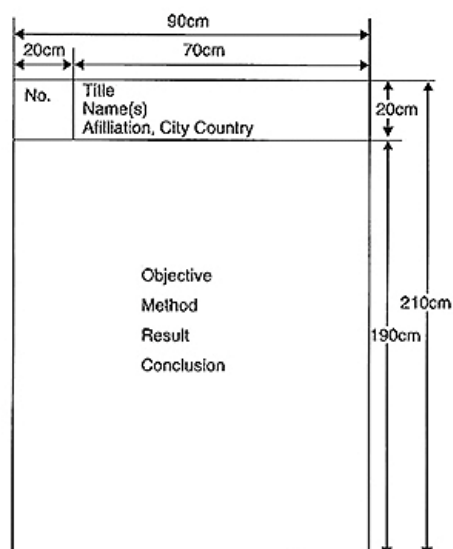 90cm
20cm 70cm
No.
Title
Name(s)
Afilliation, City Country
20cm
Objective
Method
Result
Conclusion
210cm
190cm